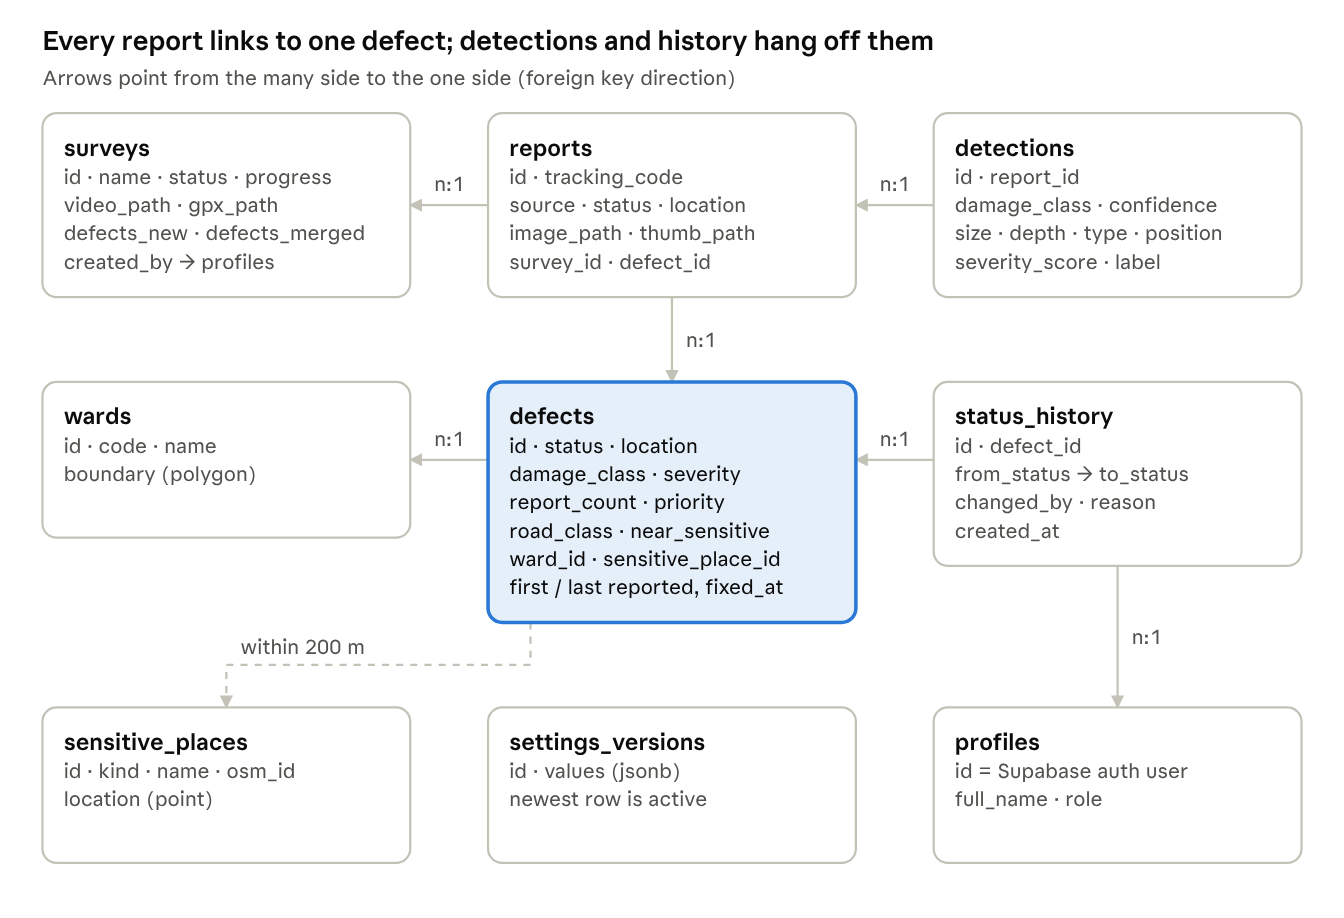 Every report links to one defect; detections and history hang off them
Arrows point from the many side to the one side (foreign key direction)
surveys
id · name · status · progress
video_path · gpx_path
defects_new · defects_merged
created_by → profiles
n:1
reports
id · tracking_code
source · status · location
image_path · thumb_path
survey_id · defect_id
n:1
detections
id · report_id
damage_class · confidence
size · depth · type · position
severity_score · label
n:1
wards
id · code · name
boundary (polygon)
n:1
defects
id · status · location
damage_class · severity
report_count · priority
road_class · near_sensitive
ward_id · sensitive_place_id
first / last reported, fixed_at
n:1
status_history
id · defect_id
from_status → to_status
changed_by · reason
created_at
within 200 m
n:1
sensitive_places
id · kind · name · osm_id
location (point)
settings_versions
id · values (jsonb)
newest row is active
profiles
id = Supabase auth user
full_name · role